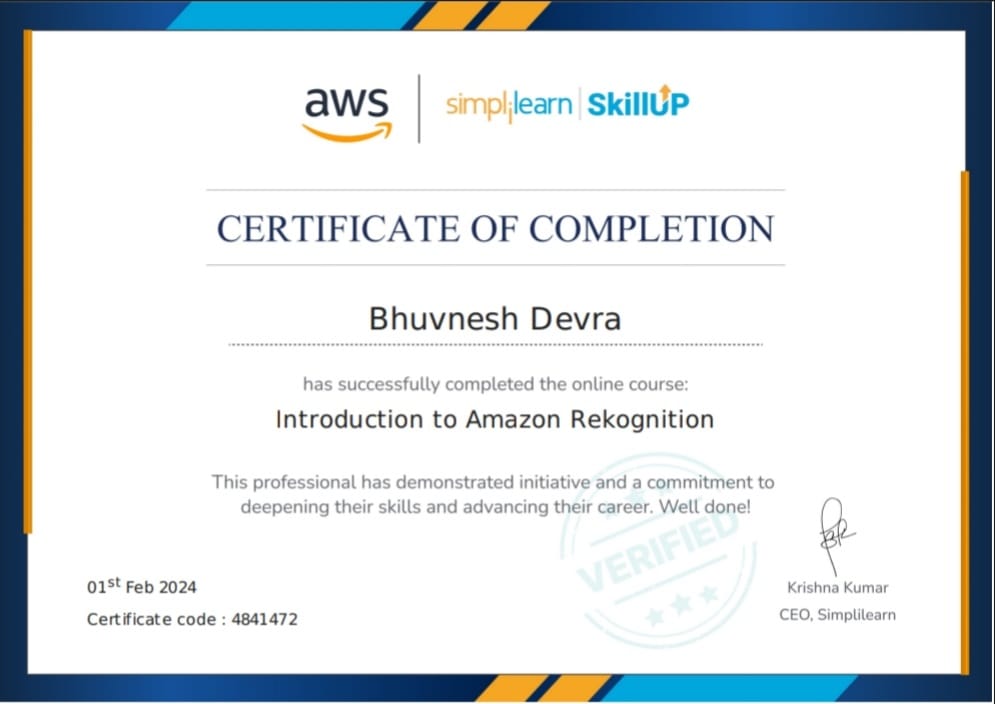 aws
simplilearn | SkillUP
CERTIFICATE OF COMPLETION
Bhuvnesh Devra
has successfully completed the online course:
Introduction to Amazon Rekognition
This professional has demonstrated initiative and a commitment to
deepening their skills and advancing their career. Well done!
VERIFIED
01st Feb 2024
Certificate code : 4841472
Krishna Kumar
CEO, Simplilearn